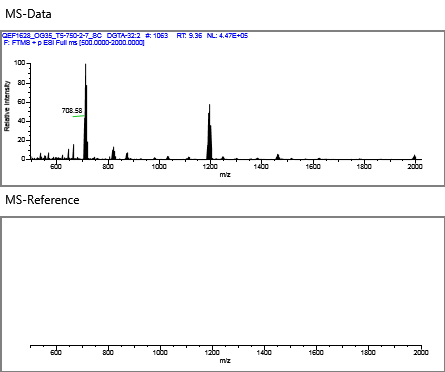 MS-Data
QEF1628_OG35_T5-750-2-7_BC DGTA-32:2 #: 1063 RT: 9.36 NL: 4.47E+05
F: FTMS + p ESI Full ms [500.0000-2000.0000]
100
80
60
40
20
0
Relative Intensity
708.58
600 800 1000 1200 1400 1600 1800 2000
m/z
MS-Reference
600 800 1000 1200 1400 1600 1800 2000
m/z